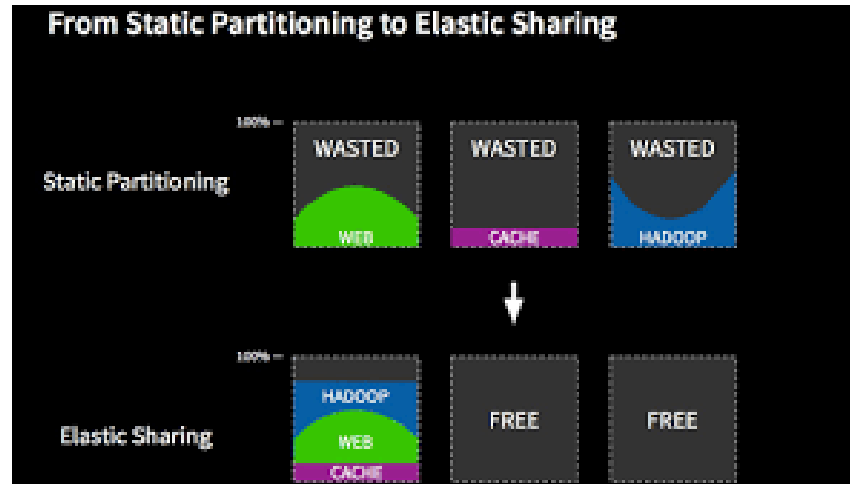 From Static Partitioning to Elastic Sharing
100%
WASTED WASTED WASTED
Static Partitioning
WEB CACHE HADOOP
100%
HADOOP
FREE FREE
Elastic Sharing
WEB
CACHE